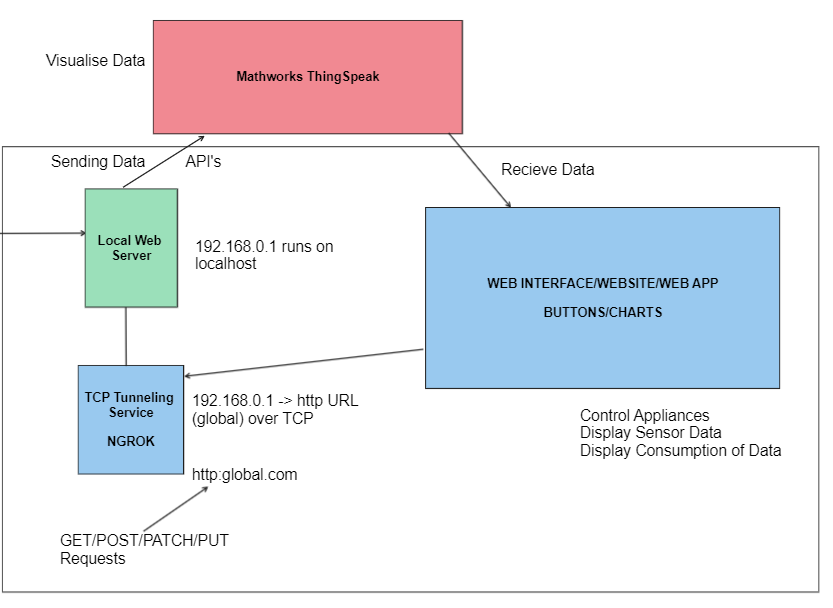 Visualise Data
Mathworks ThingSpeak
Sending Data
API's
Recieve Data
Local Web
Server
192.168.0.1 runs on
localhost
WEB INTERFACE/WEBSITE/WEB APP
BUTTONS/CHARTS
TCP Tunneling
Service
NGROK
192.168.0.1 -> http URL
(global) over TCP
Control Appliances
Display Sensor Data
Display Consumption of Data
http:global.com
GET/POST/PATCH/PUT
Requests